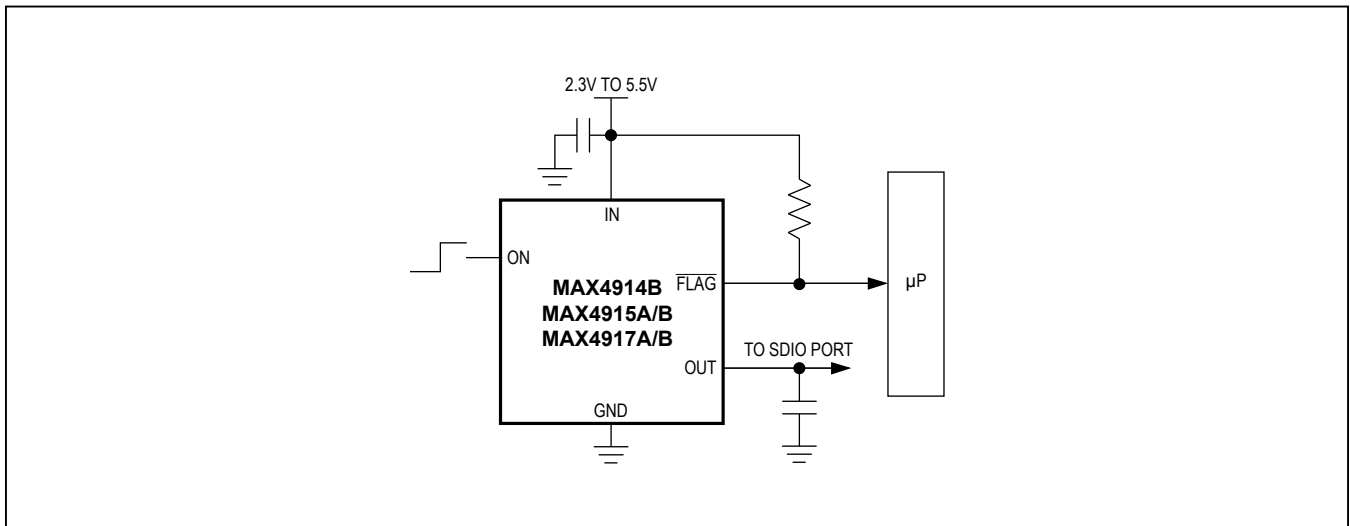 2.3V TO 5.5V
IN
ON
MAX4914B
MAX4915A/B
MAX4917A/B
FLAG
µP
TO SDIO PORT
OUT
GND